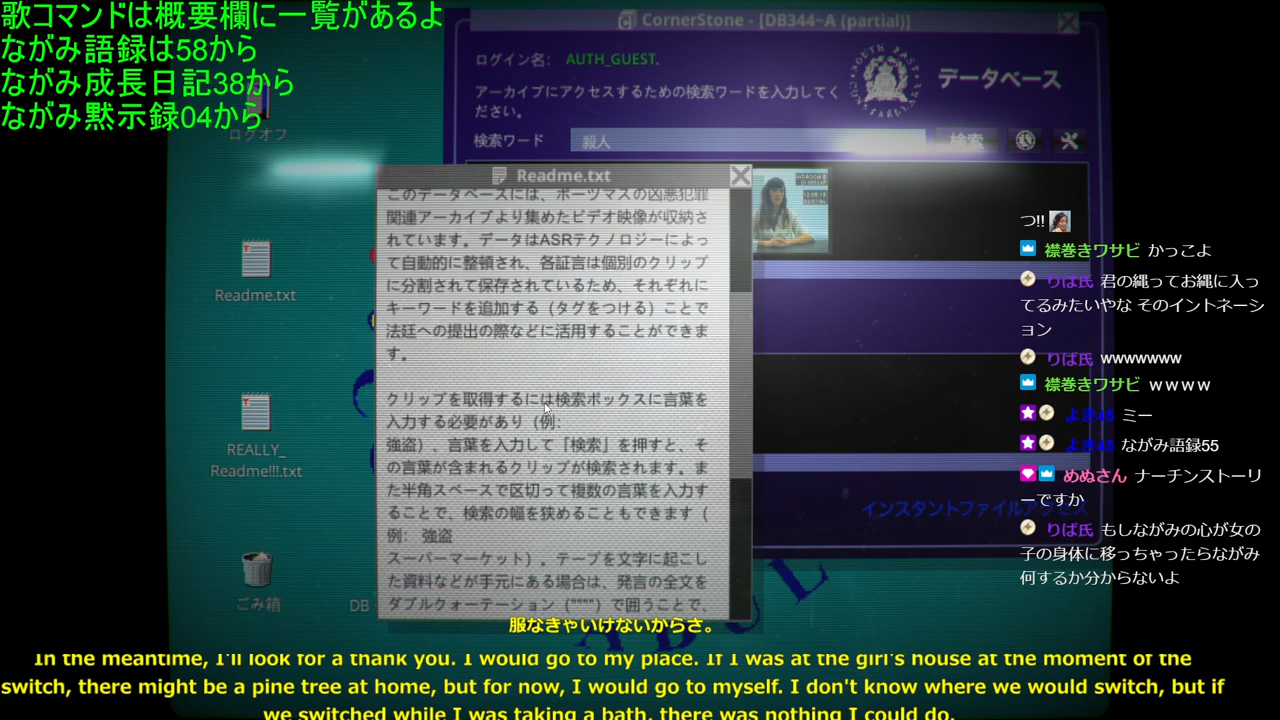 歌コマンドは概要欄に一覧があるよ
ながみ語録は58から
ながみ成長日記38から
ながみ黙示録04から
ログオフ
Readme.txt
REALLY_
Readme!!!.txt
ごみ箱
DB
CornerStone - [DB344~A (partial)]
ログイン名: AUTH_GUEST.
アーカイブにアクセスするための検索ワードを入力してく
ださい。
データベース
検索ワード
殺人
検索
Readme.txt
このデータベースには、ポーツマスの凶悪犯罪
関連アーカイブより集めたビデオ映像が収納さ
れています。データはASRテクノロジーによっ
て自動的に整頓され、各証言は個別のクリップ
に分割されて保存されているため、それぞれに
キーワードを追加する（タグをつける）ことで
法廷への提出の際などに活用することができま
す。
クリップを取得するには検索ボックスに言葉を
入力する必要があり（例:
強盗）、言葉を入力して「検索」を押すと、そ
の言葉が含まれるクリップが検索されます。ま
た半角スペースで区切って複数の言葉を入力す
ることで、検索の幅を狭めることもできます（
例: 強盗
スーパーマーケット）。テープを文字に起こし
た資料などが手元にある場合は、発言の全文を
ダブルクォーテーション（""""）で囲うことで、
インスタントファイルアクセス
つ!!
襟巻きワサビ かっこよ
りば氏 君の縄ってお縄に入っ
てるみたいやな そのイントネーシ
ョン
りば氏 wwwwwww
襟巻きワサビ ｗｗｗｗ
よき45 ミー
よき45 ながみ語録55
めぬさん ナーチンストーリ
ーですか
りば氏 もしながみの心が女の
子の身体に移っちゃったらながみ
何するか分からないよ
服なきゃいけないからさ。
In the meantime, I'll look for a thank you. I would go to my place. If I was at the girl's house at the moment of the
switch, there might be a pine tree at home, but for now, I would go to myself. I don't know where we would switch, but if
we switched while I was taking a bath, there was nothing I could do.